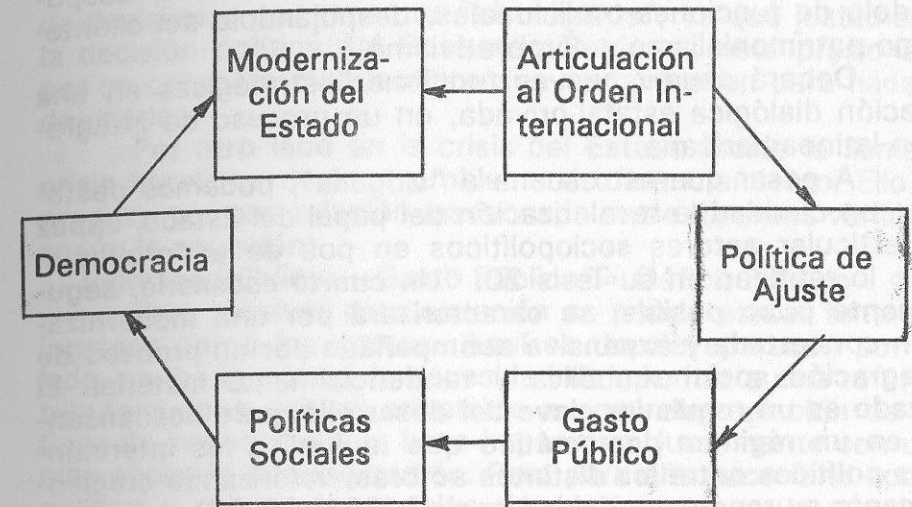 Moderniza-
ción del
Estado
Articulación
al Orden In-
ternacional
Democracia
Política de
Ajuste
Políticas
Sociales
Gasto
Público